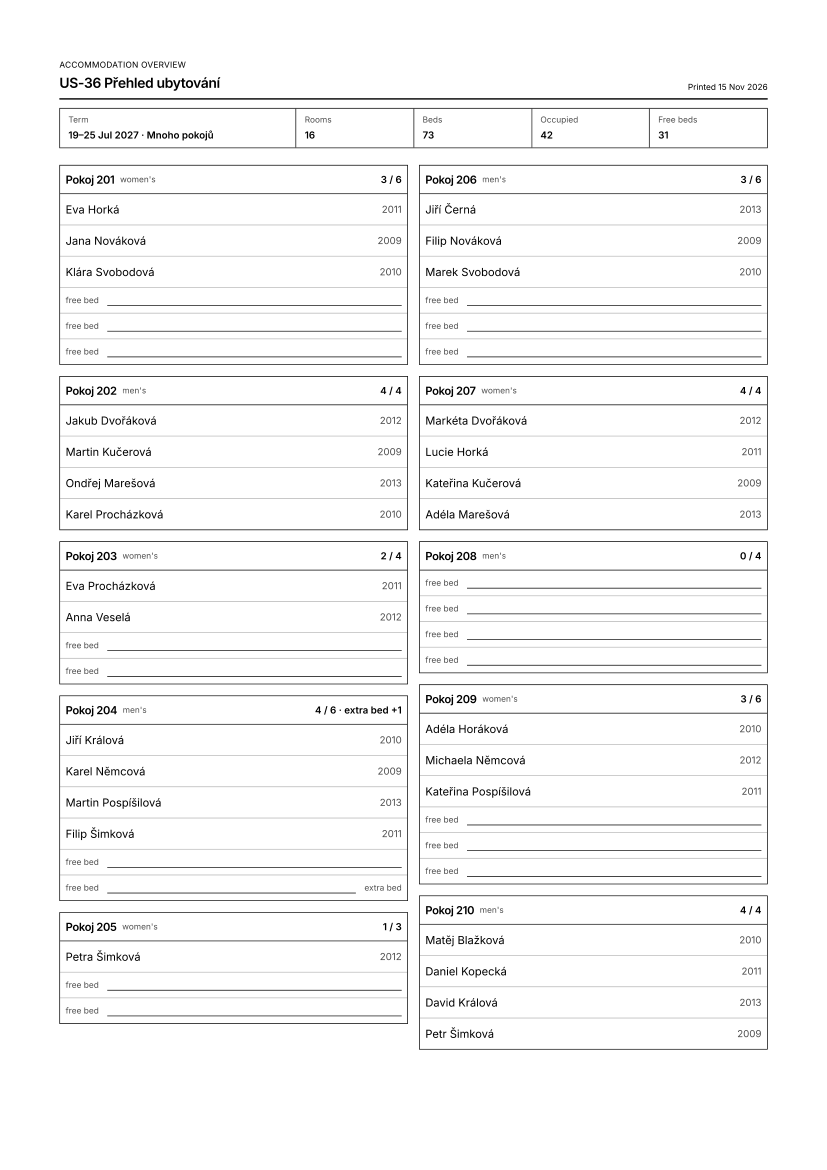 ACCOMMODATION OVERVIEW
US-36 Přehled ubytování
Printed 15 Nov 2026
Term
19–25 Jul 2027 · Mnoho pokojů
Rooms
16
Beds
73
Occupied
42
Free beds
31
Pokoj 201 women's 3 / 6
Eva Horká 2011
Jana Nováková 2009
Klára Svobodová 2010
free bed
free bed
free bed
Pokoj 202 men's 4 / 4
Jakub Dvořáková 2012
Martin Kučerová 2009
Ondřej Marešová 2013
Karel Procházková 2010
Pokoj 203 women's 2 / 4
Eva Procházková 2011
Anna Veselá 2012
free bed
free bed
Pokoj 204 men's 4 / 6 · extra bed +1
Jiří Králová 2010
Karel Němcová 2009
Martin Pospíšilová 2013
Filip Šimková 2011
free bed
free bed extra bed
Pokoj 205 women's 1 / 3
Petra Šimková 2012
free bed
free bed
Pokoj 206 men's 3 / 6
Jiří Černá 2013
Filip Nováková 2009
Marek Svobodová 2010
free bed
free bed
free bed
Pokoj 207 women's 4 / 4
Markéta Dvořáková 2012
Lucie Horká 2011
Kateřina Kučerová 2009
Adéla Marešová 2013
Pokoj 208 men's 0 / 4
free bed
free bed
free bed
free bed
Pokoj 209 women's 3 / 6
Adéla Horáková 2010
Michaela Němcová 2012
Kateřina Pospíšilová 2011
free bed
free bed
free bed
Pokoj 210 men's 4 / 4
Matěj Blažková 2010
Daniel Kopecká 2011
David Králová 2013
Petr Šimková 2009